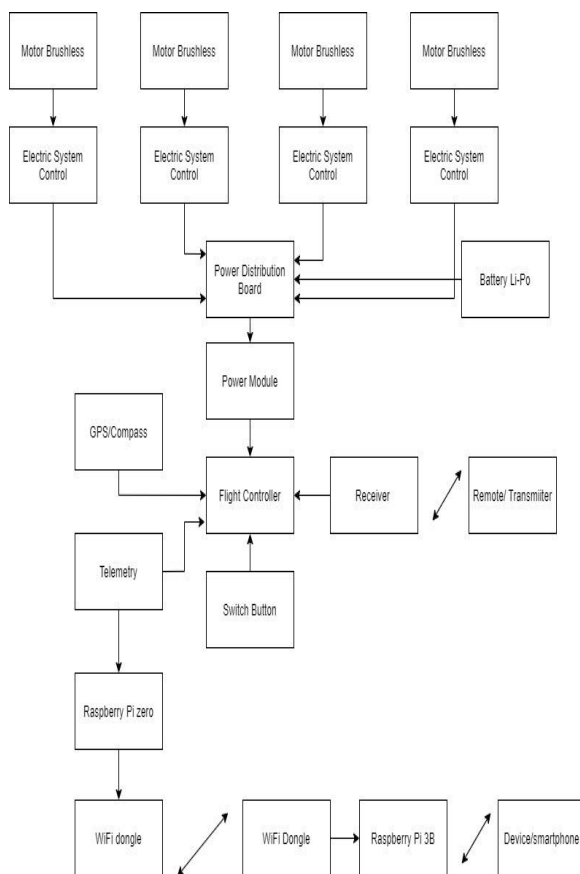 Motor Brushless
Motor Brushless
Motor Brushless
Motor Brushless
Electric System
Control
Electric System
Control
Electric System
Control
Electric System
Control
Power Distribution
Board
Battery Li-Po
Power Module
GPS/Compass
Flight Controller
Receiver
Remote/ Transmiiter
Telemetry
Switch Button
Raspberry Pi zero
WiFi dongle
WiFi Dongle
Raspberry Pi 3B
Device/smartphone